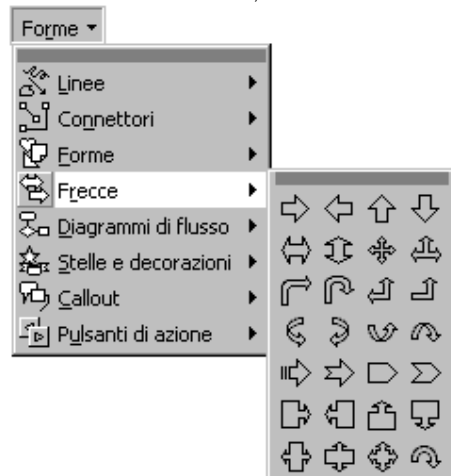 Forme
Linee
Connettori
Forme
Frecce
Diagrammi di flusso
Stelle e decorazioni
Callout
Pulsanti di azione